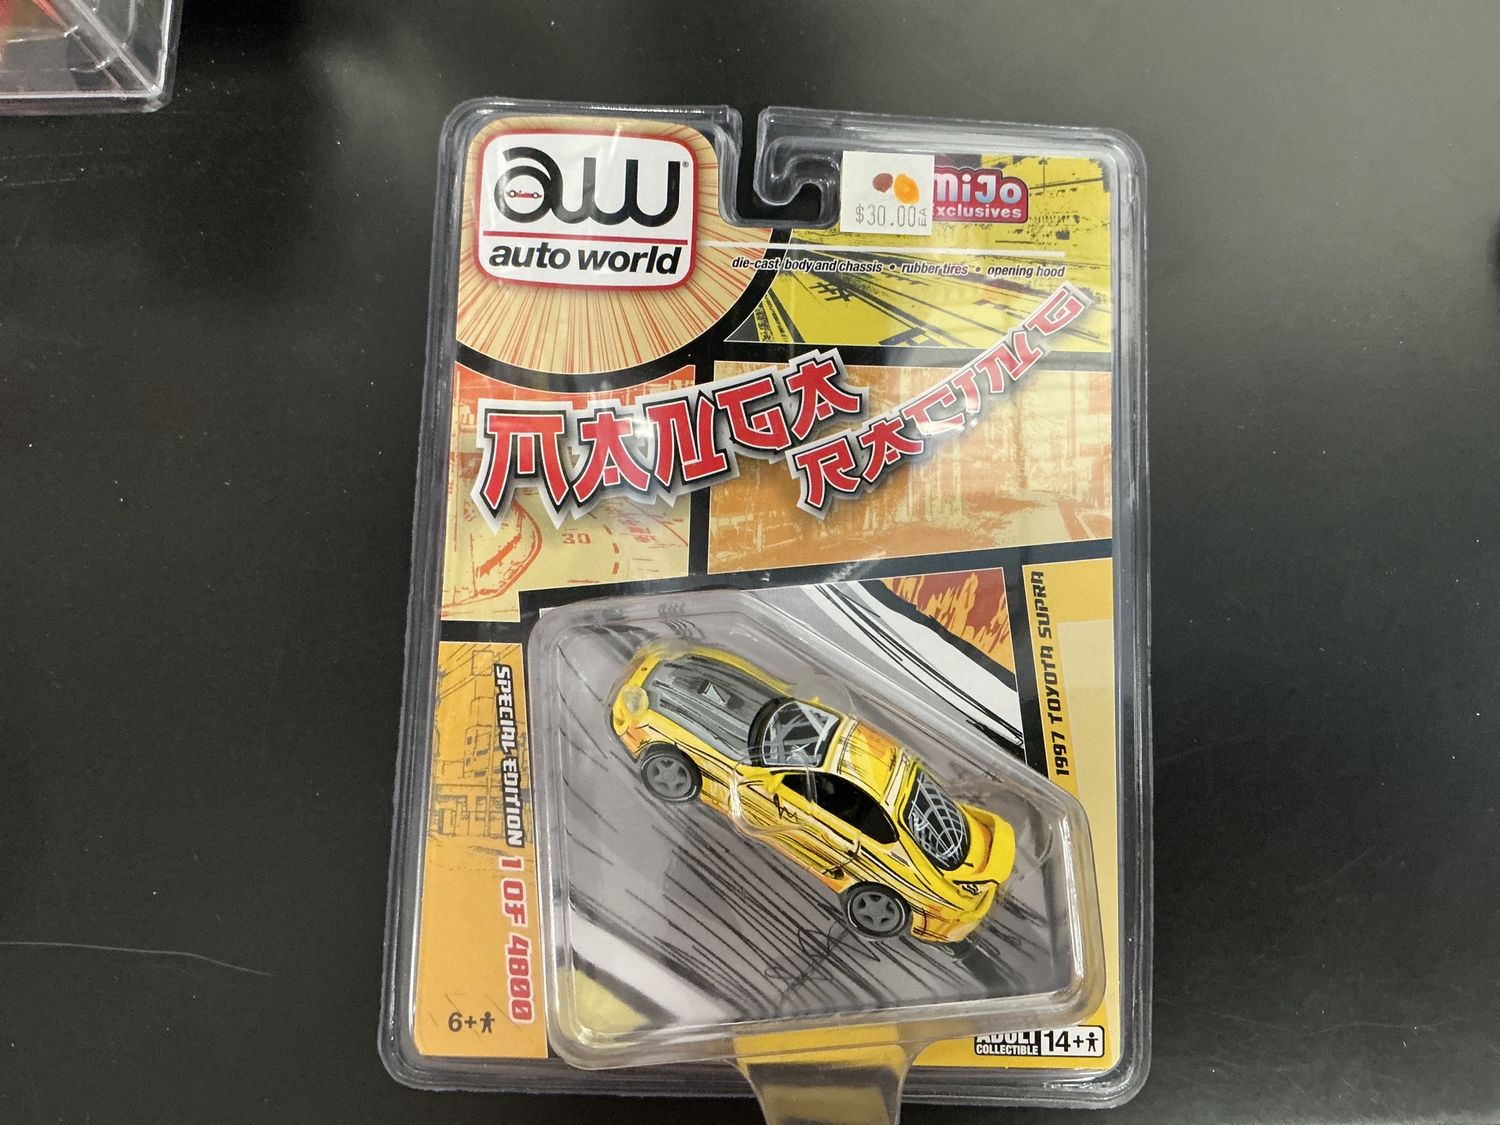 aw®
auto world
$30.00
MiJo
Exclusives
die-cast body and chassis • rubber tires • opening hood
MANGA
RACING
30
1997 TOYOTA SUPRA
SPECIAL EDITION 1 OF 4800
6+
ADULT
COLLECTIBLE 14+